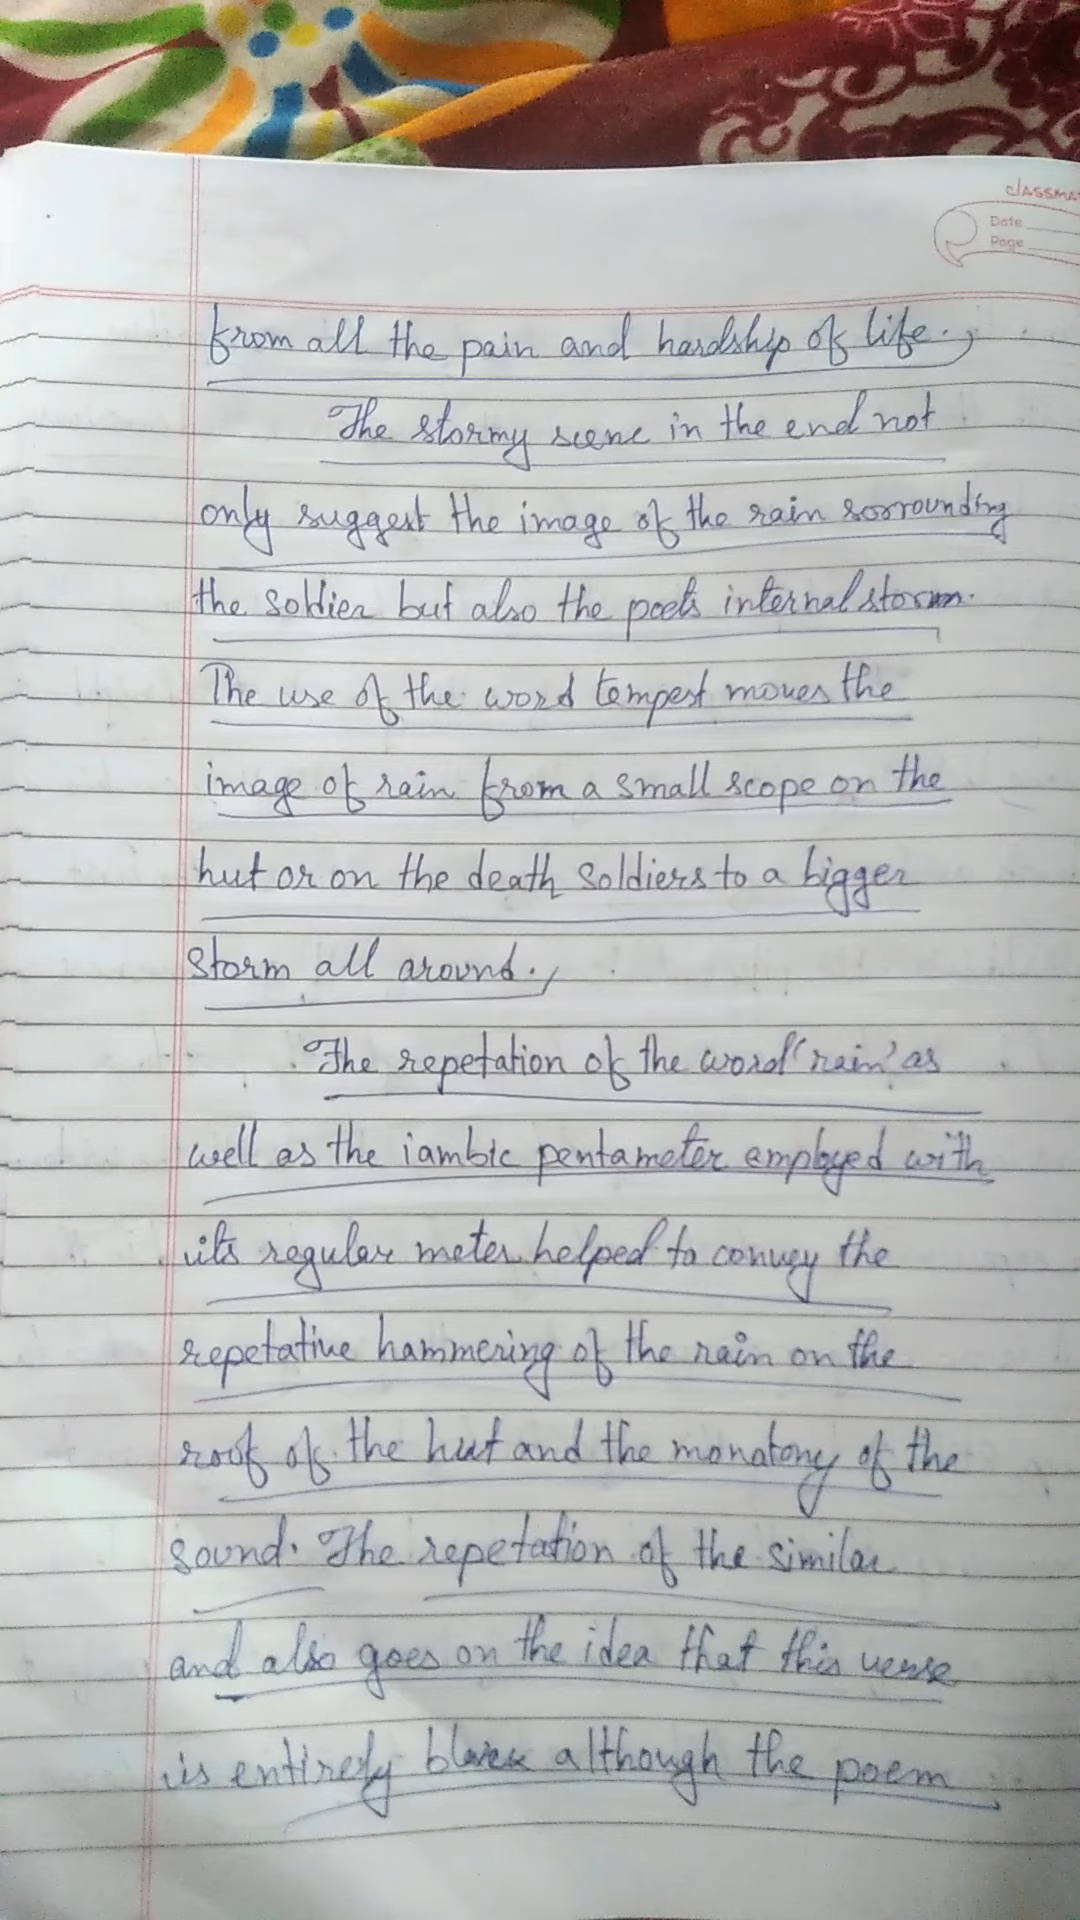 classma
Date
Page
from all the pain and hardship of life.
The stormy scene in the end not
only suggest the image of the rain sorrounding
the soldier but also the poets internal storm.
The use of the word tempest moves the
image of rain from a small scope on the
hut or on the death soldiers to a bigger
storm all around.
The repetation of the word 'rain' as
well as the iambic pentameter employed with
its regular meter helped to convey the
repetative hammering of the rain on the
roof of the hut and the monatony of the
sound. The repetation of the similar
and also goes on the idea that this verse
is entirely although the poem